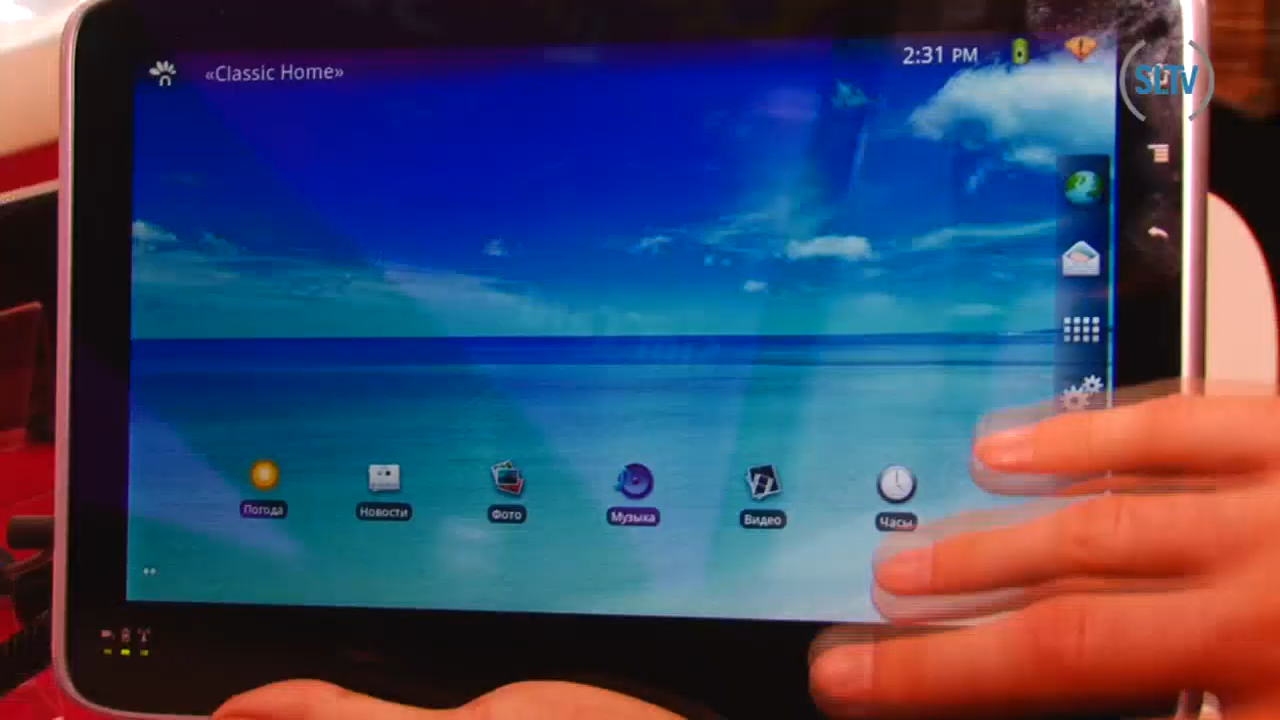 «Classic Home»
2:31 PM
SLTV
Погода
Новости
Фото
Музыка
Видео
Часы